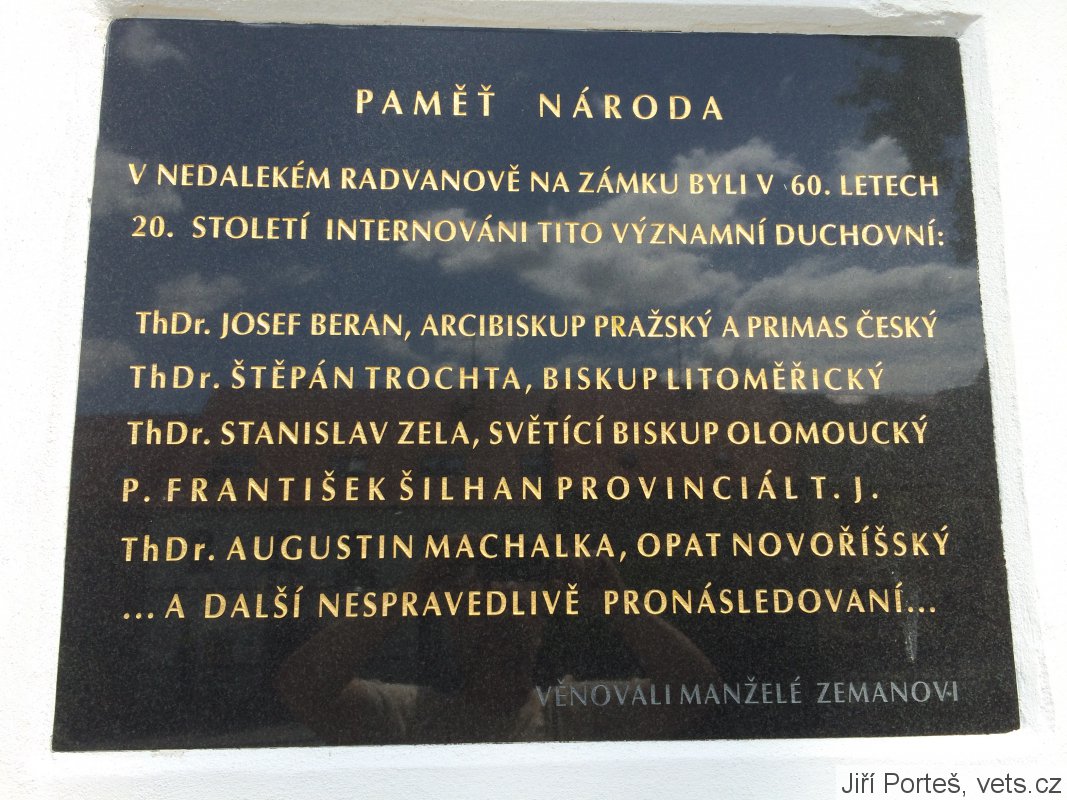 PAMĚŤ NÁRODA
V NEDALEKÉM RADVANOVĚ NA ZÁMKU BYLI V 60. LETECH
20. STOLETÍ INTERNOVÁNI TITO VÝZNAMNÍ DUCHOVNÍ:
ThDr. JOSEF BERAN, ARCIBISKUP PRAŽSKÝ A PRIMAS ČESKÝ
ThDr. ŠTĚPÁN TROCHTA, BISKUP LITOMĚŘICKÝ
ThDr. STANISLAV ZELA, SVĚTÍCÍ BISKUP OLOMOUCKÝ
P. FRANTIŠEK ŠILHAN PROVINCIÁL T. J.
ThDr. AUGUSTIN MACHALKA, OPAT NOVOŘÍŠSKÝ
... A DALŠÍ NESPRAVEDLIVĚ PRONÁSLEDOVANÍ...
VĚNOVALI MANŽELÉ ZEMANOVI
Jiří Porteš, vets.cz